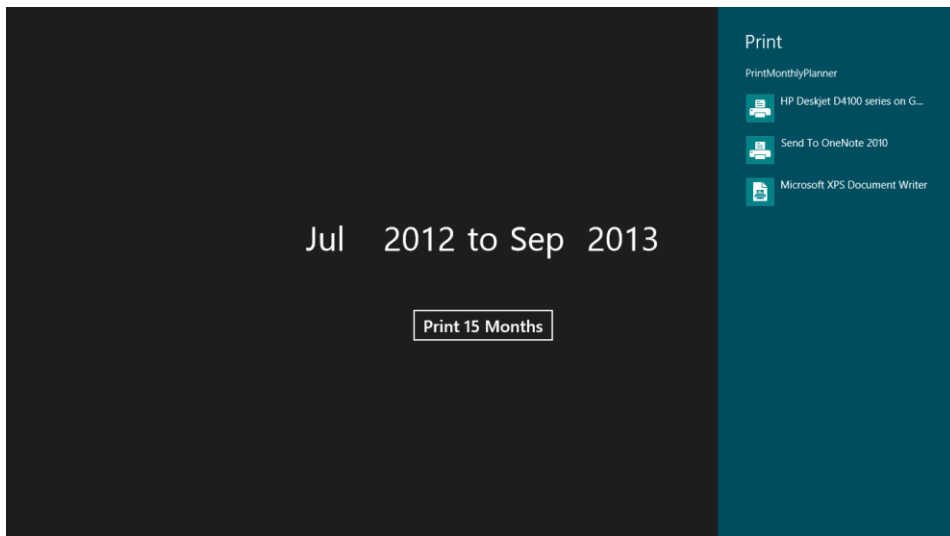 Jul 2012 to Sep 2013
Print 15 Months
Print
PrintMonthlyPlanner
HP Deskjet D4100 series on G...
Send To OneNote 2010
Microsoft XPS Document Writer